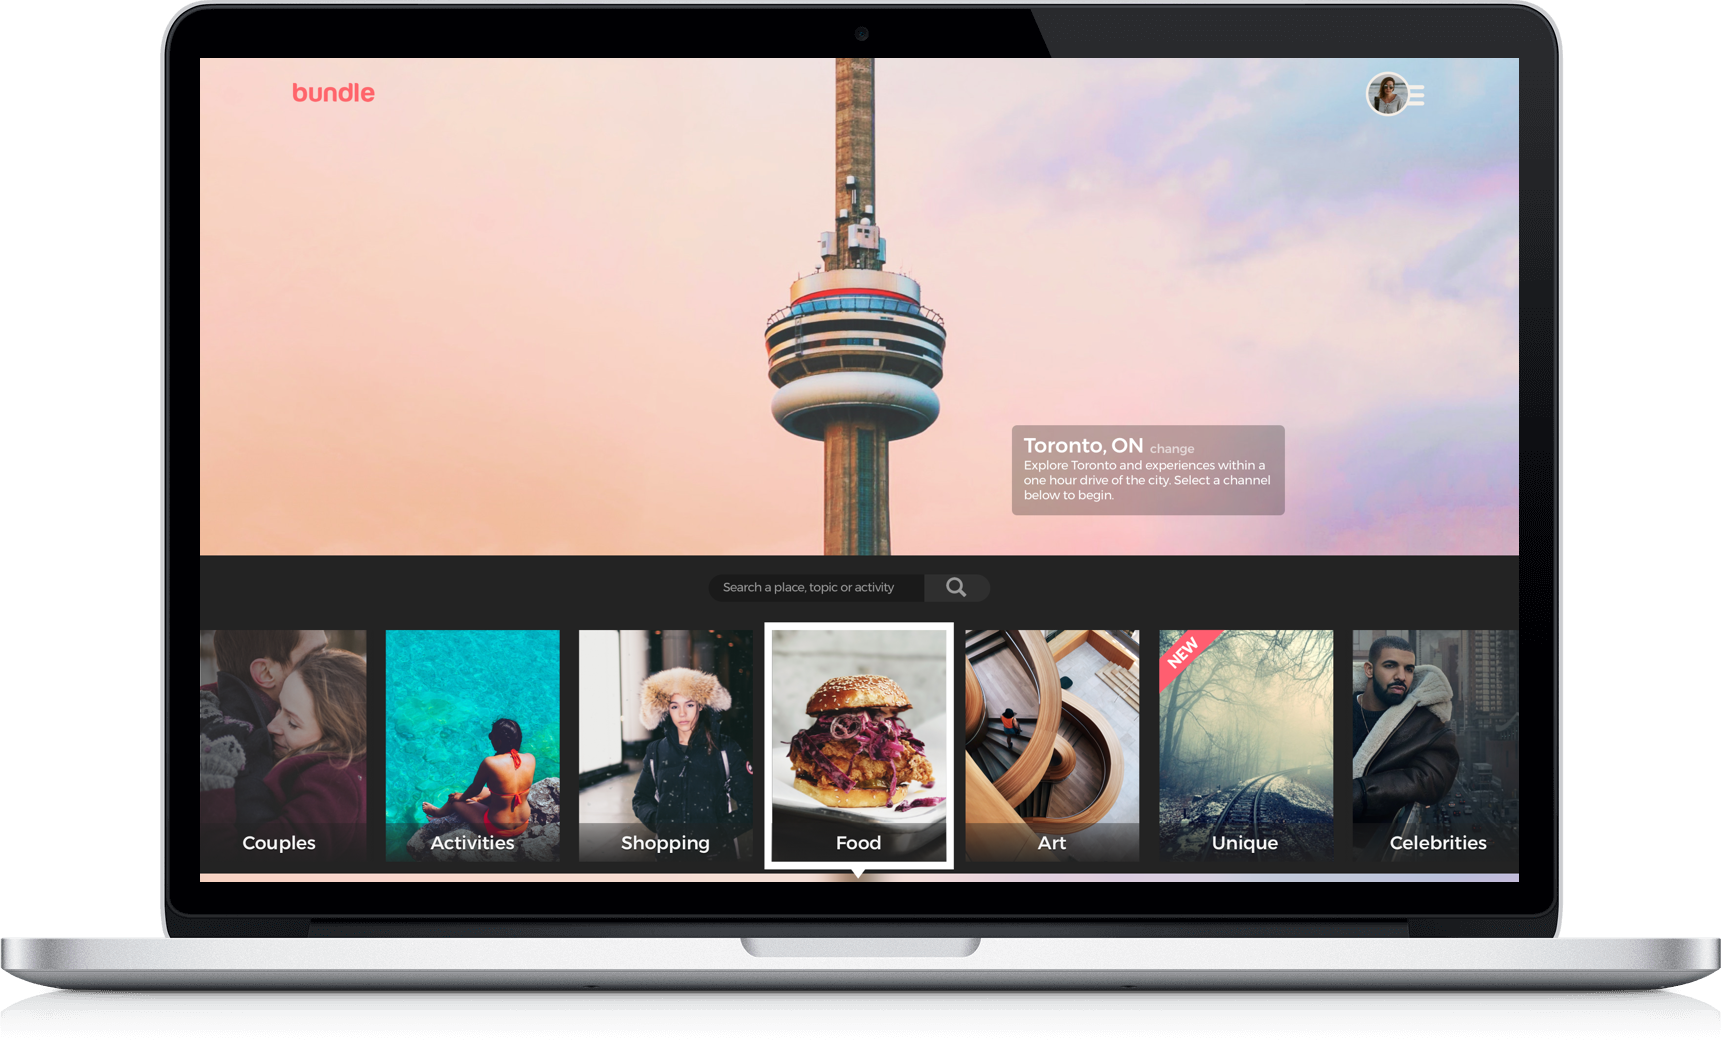 bundle
Toronto, ON change
Explore Toronto and experiences within a
one hour drive of the city. Select a channel
below to begin.
Search a place, topic or activity
NEW
Couples
Activities
Shopping
Food
Art
Unique
Celebrities